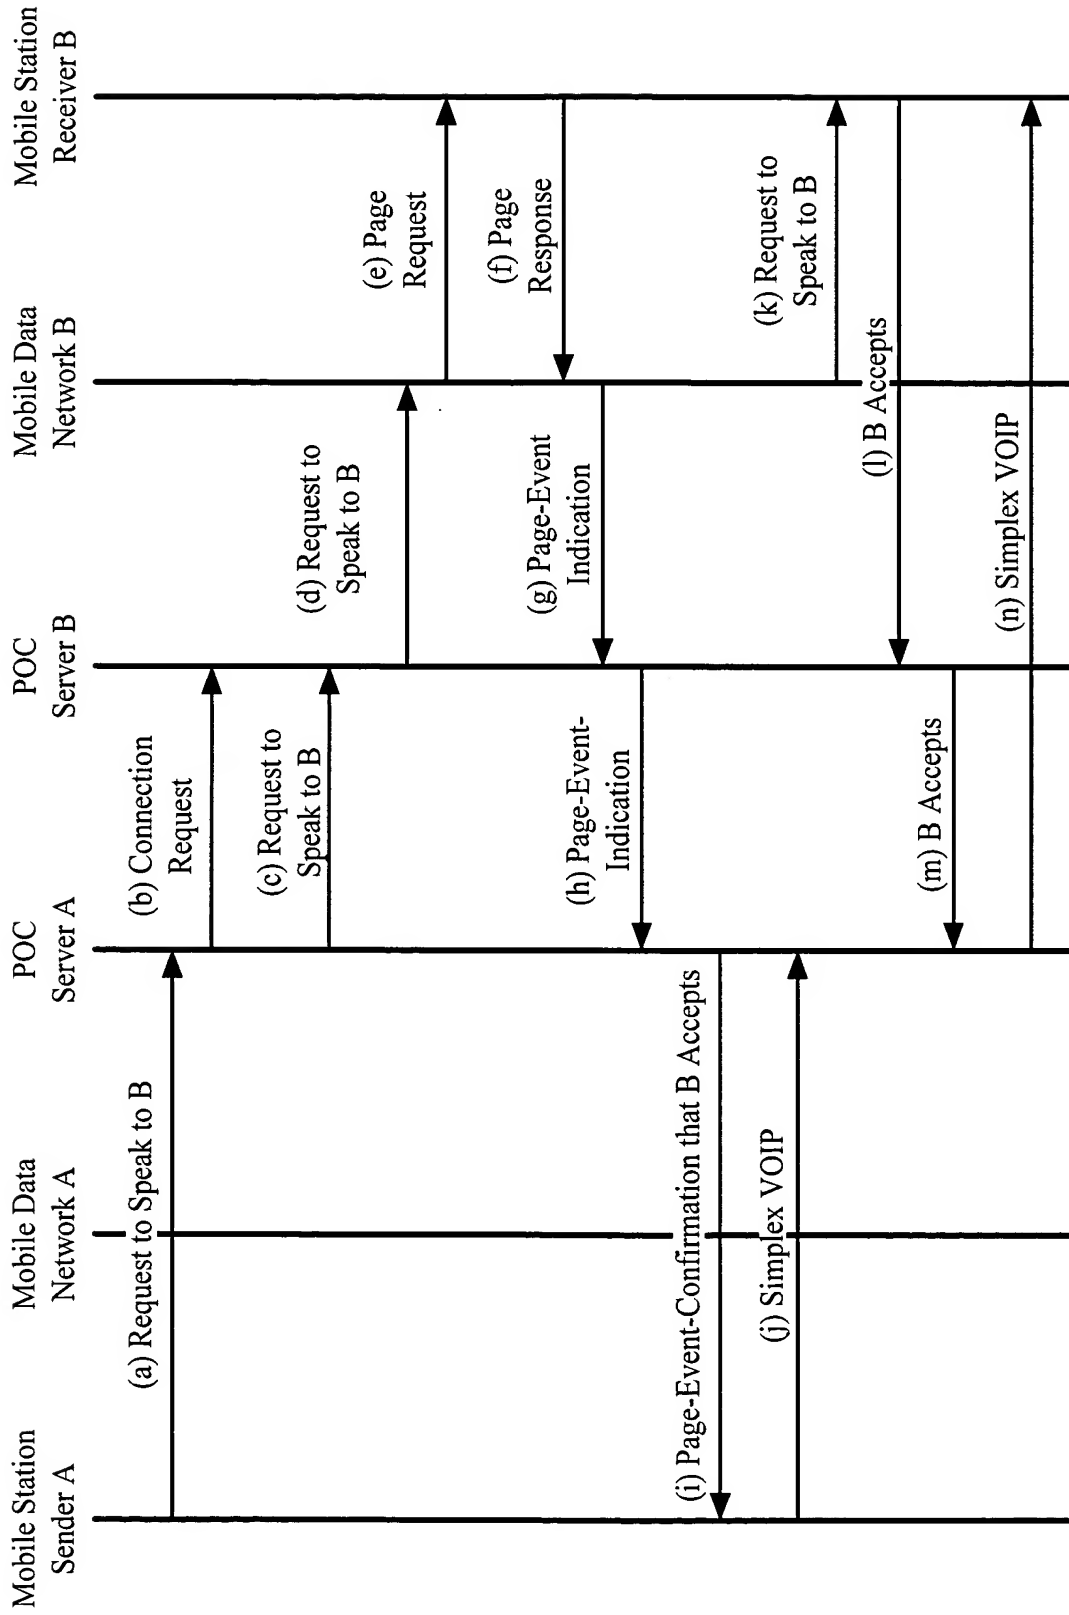 Mobile Station
Sender A
Mobile Data
Network A
POC
Server A
POC
Server B
Mobile Data
Network B
Mobile Station
Receiver B
(a) Request to Speak to B
(b) Connection
Request
(c) Request to
Speak to B
(d) Request to
Speak to B
(e) Page
Request
(f) Page
Response
(g) Page-Event
Indication
(h) Page-Event-
Indication
(i) Page-Event-Confirmation that B Accepts
(j) Simplex VOIP
(k) Request to
Speak to B
(l) B Accepts
(m) B Accepts
(n) Simplex VOIP